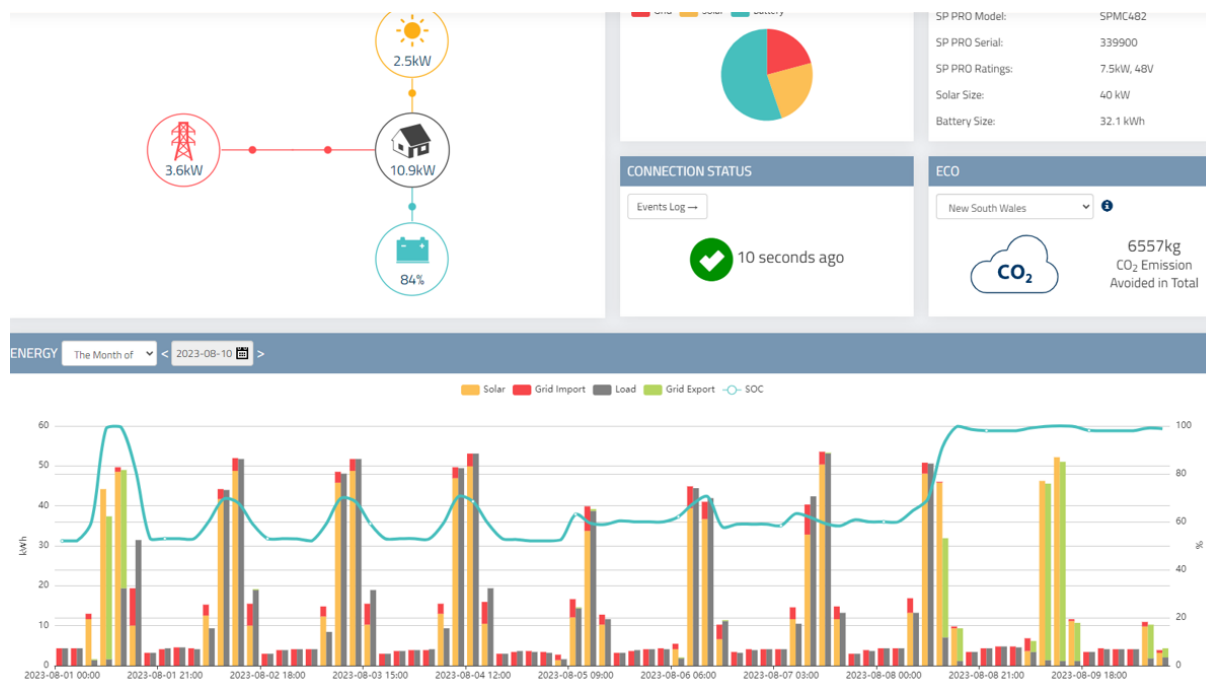 Grid Solar Battery
2.5kW
3.6kW
10.9kW
84%
SP PRO Model: SPMC482
SP PRO Serial: 339900
SP PRO Ratings: 7.5kW, 48V
Solar Size: 40 kW
Battery Size: 32.1 kWh
CONNECTION STATUS
Events Log →
10 seconds ago
ECO
New South Wales
CO₂
6557kg
CO₂ Emission
Avoided in Total
ENERGY The Month of < 2023-08-10 >
Solar Grid Import Load Grid Export SOC
60 100
50
80
40
60
30
kWh %
40
20
20
10
0 0
2023-08-01 00:00 2023-08-01 21:00 2023-08-02 18:00 2023-08-03 15:00 2023-08-04 12:00 2023-08-05 09:00 2023-08-06 06:00 2023-08-07 03:00 2023-08-08 00:00 2023-08-08 21:00 2023-08-09 18:00